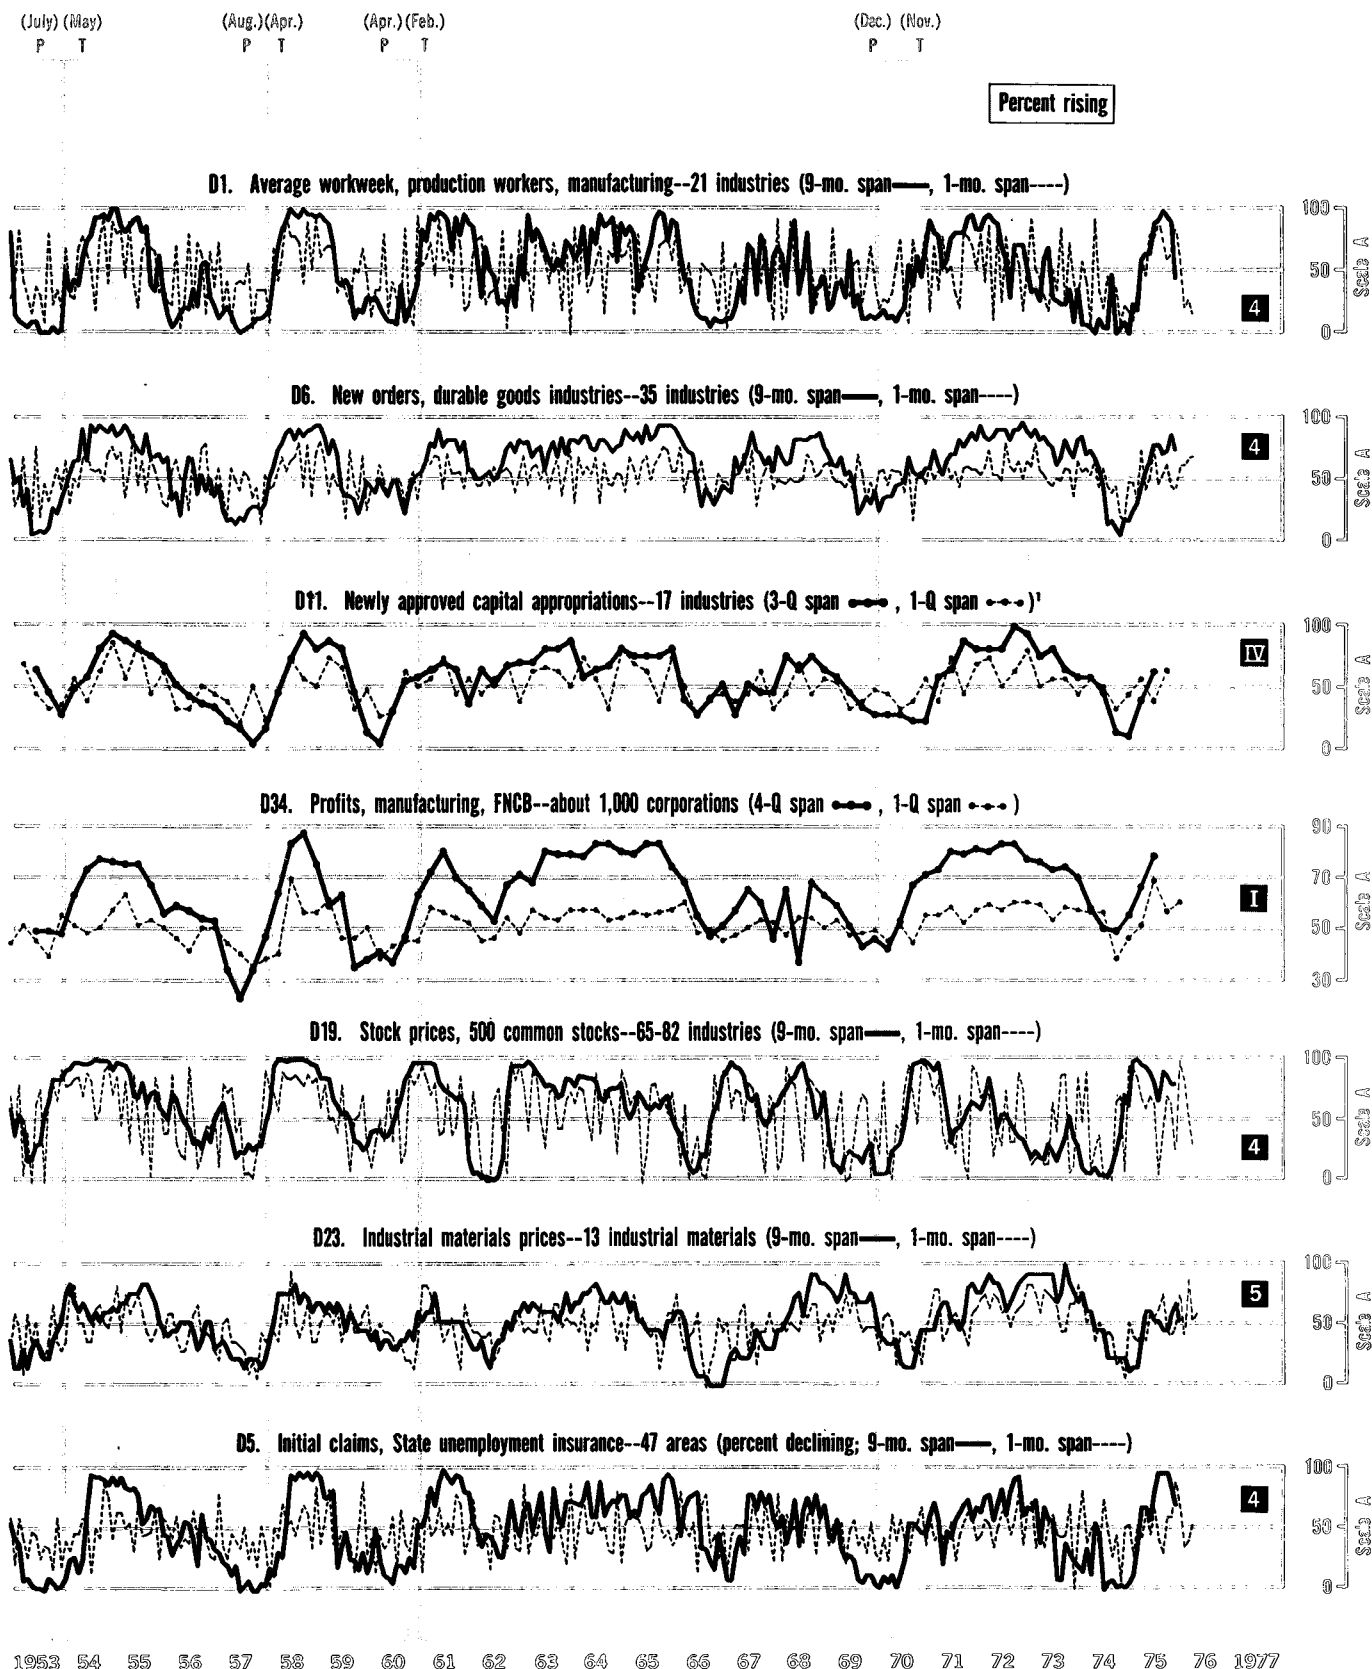 (July) (May) (Aug.) (Apr.) (Apr.) (Feb.) (Dec.) (Nov.)
P T P T P T P T
Percent rising
D1. Average workweek, production workers, manufacturing--21 industries (9-mo. span——, 1-mo. span----)
100
50
0
Scale A
4
D6. New orders, durable goods industries--35 industries (9-mo. span——, 1-mo. span----)
100
50
0
Scale A
4
D11. Newly approved capital appropriations--17 industries (3-Q span •-•-•, 1-Q span •--•--•)¹
100
50
0
Scale A
IV
D34. Profits, manufacturing, FNCB--about 1,000 corporations (4-Q span •-•-•, 1-Q span •--•--•)
90
70
50
30
Scale A
I
D19. Stock prices, 500 common stocks--65-82 industries (9-mo. span——, 1-mo. span----)
100
50
0
Scale A
4
D23. Industrial materials prices--13 industrial materials (9-mo. span——, 1-mo. span----)
100
50
0
Scale A
5
D5. Initial claims, State unemployment insurance--47 areas (percent declining; 9-mo. span——, 1-mo. span----)
100
50
0
Scale A
4
1953 54 55 56 57 58 59 60 61 62 63 64 65 66 67 68 69 70 71 72 73 74 75 76 1977